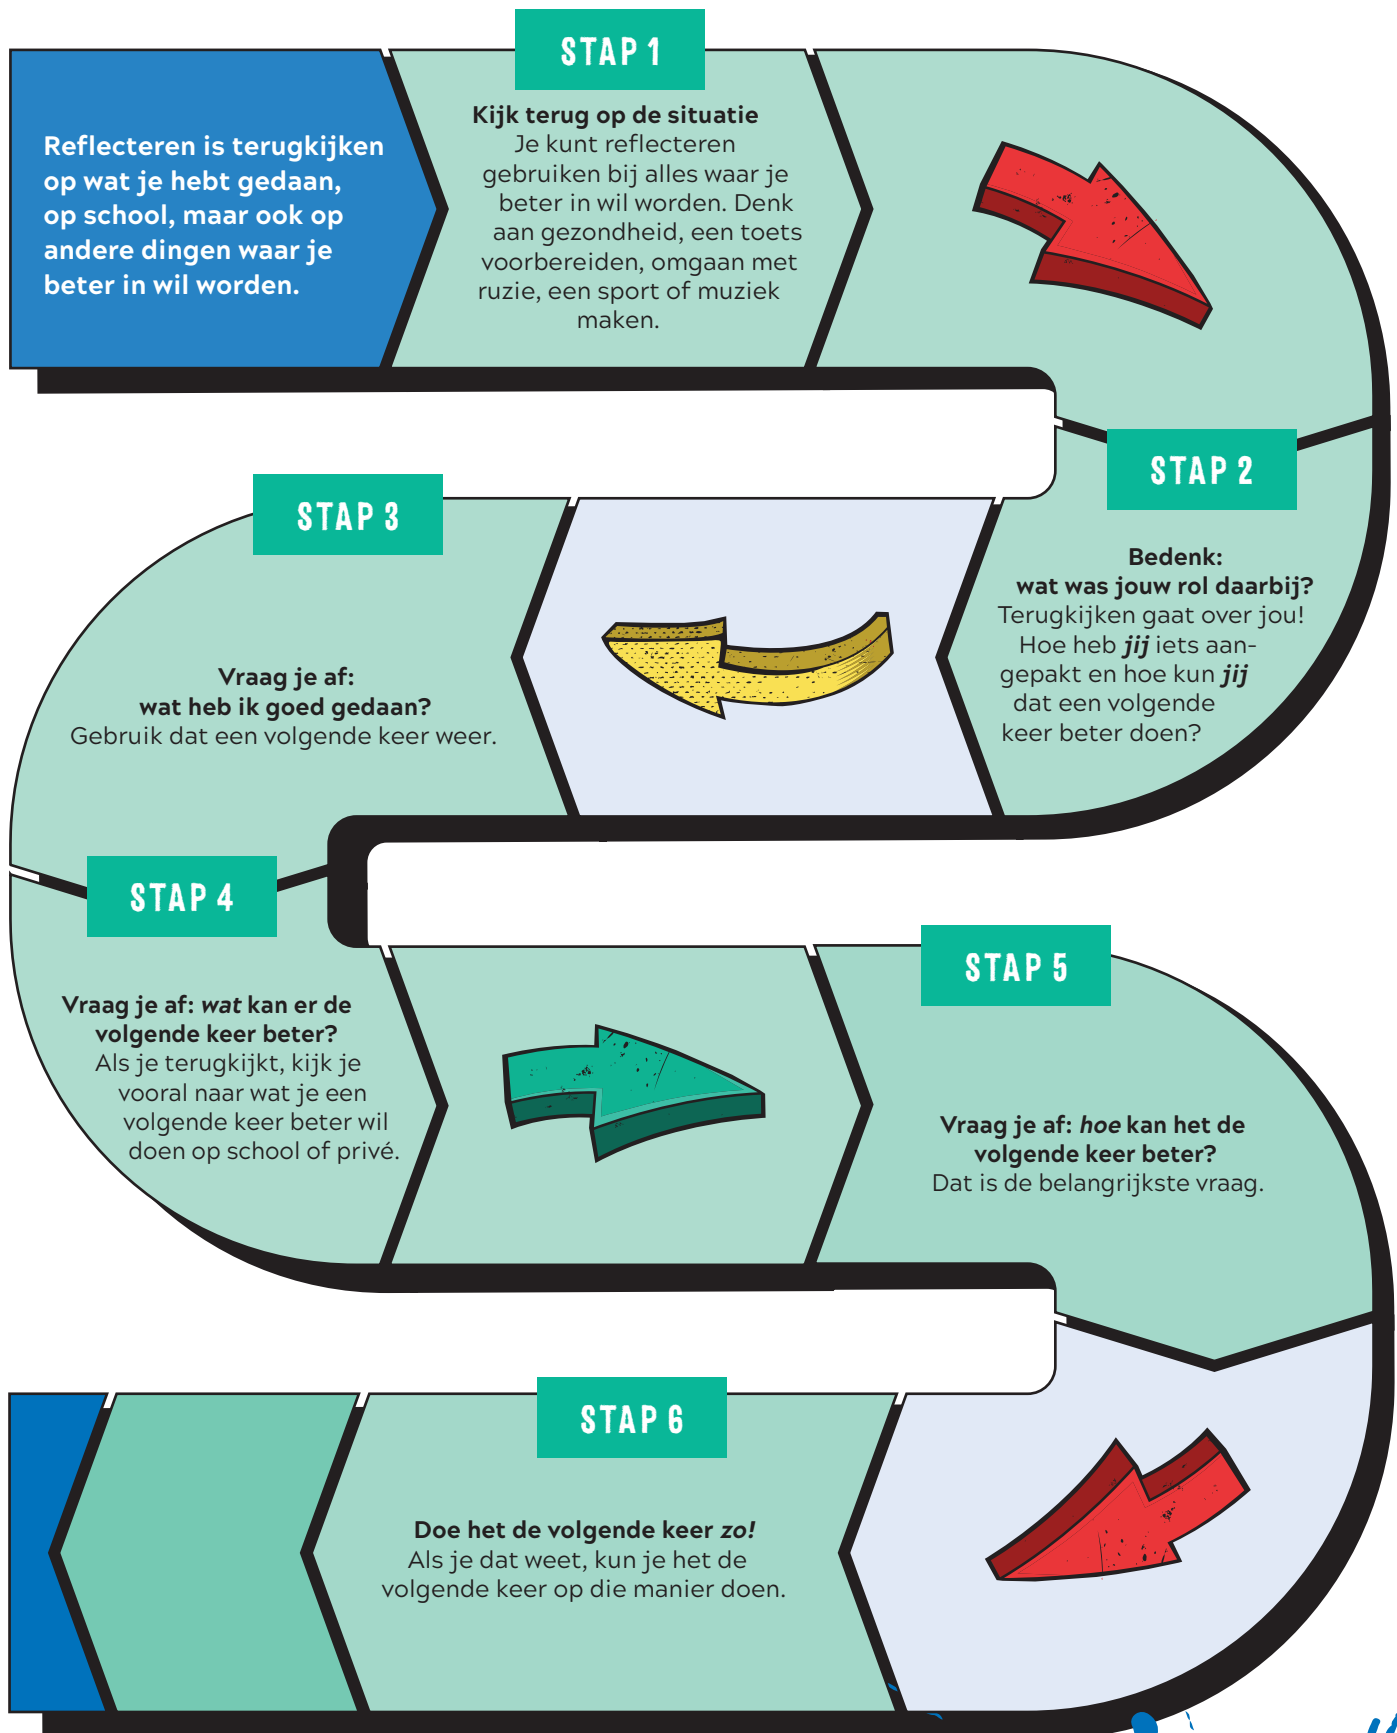 Reflecteren is terugkijken
op wat je hebt gedaan,
op school, maar ook op
andere dingen waar je
beter in wil worden.
STAP 1
Kijk terug op de situatie
Je kunt reflecteren
gebruiken bij alles waar je
beter in wil worden. Denk
aan gezondheid, een toets
voorbereiden, omgaan met
ruzie, een sport of muziek
maken.
STAP 2
Bedenk:
wat was jouw rol daarbij?
Terugkijken gaat over jou!
Hoe heb jij iets aan-
gepakt en hoe kun jij
dat een volgende
keer beter doen?
STAP 3
Vraag je af:
wat heb ik goed gedaan?
Gebruik dat een volgende keer weer.
STAP 4
Vraag je af: wat kan er de
volgende keer beter?
Als je terugkijkt, kijk je
vooral naar wat je een
volgende keer beter wil
doen op school of privé.
STAP 5
Vraag je af: hoe kan het de
volgende keer beter?
Dat is de belangrijkste vraag.
STAP 6
Doe het de volgende keer zo!
Als je dat weet, kun je het de
volgende keer op die manier doen.